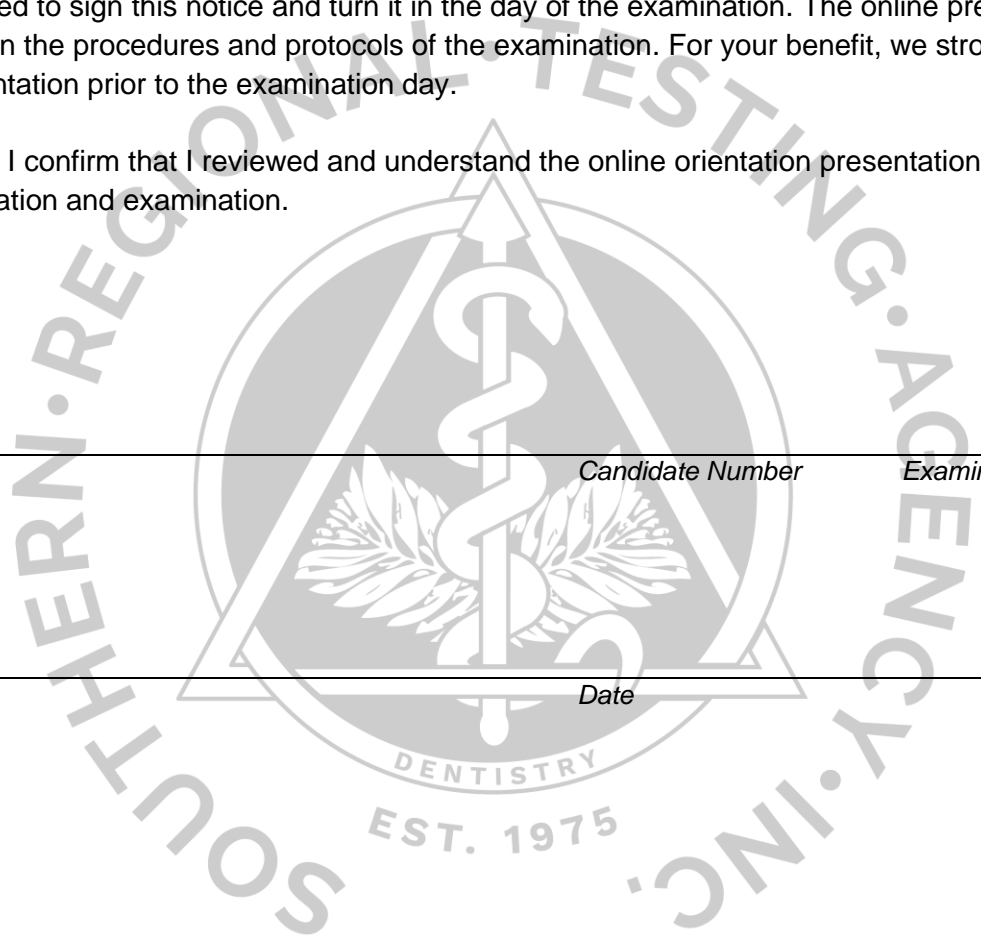 ed to sign this notice and turn it in the day of the examination. The online pre
n the procedures and protocols of the examination. For your benefit, we stro
ntation prior to the examination day.
I confirm that I reviewed and understand the online orientation presentation
ation and examination.
Candidate Number Examin
Date
SOUTHERN·REGIONAL·TESTING·AGENCY·INC.
DENTISTRY
EST. 1975